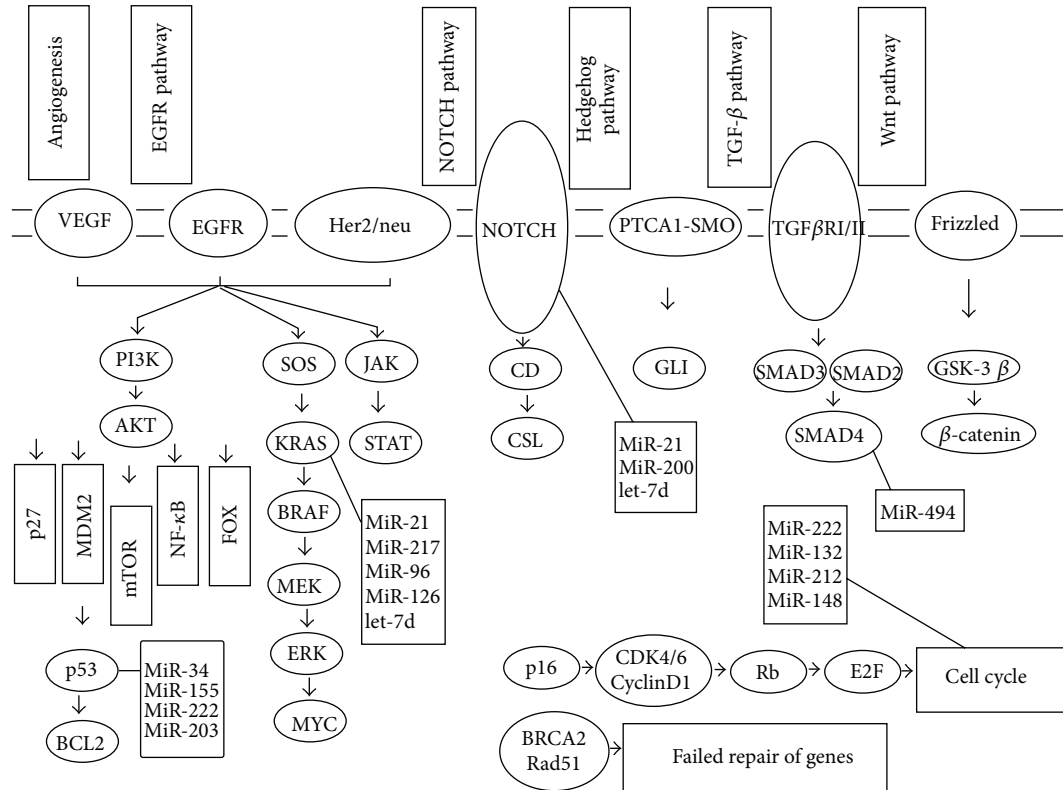 Angiogenesis
EGFR pathway
NOTCH pathway
Hedgehog
pathway
TGF-β pathway
Wnt pathway
VEGF
EGFR
Her2/neu
NOTCH
PTCA1-SMO
TGFβRI/II
Frizzled
PI3K
SOS
JAK
CD
GLI
SMAD3
SMAD2
GSK-3 β
AKT
KRAS
STAT
CSL
SMAD4
β-catenin
p27
MDM2
mTOR
NF-κB
FOX
BRAF
MEK
ERK
MYC
MiR-21
MiR-217
MiR-96
MiR-126
let-7d
MiR-21
MiR-200
let-7d
MiR-494
MiR-222
MiR-132
MiR-212
MiR-148
p53
BCL2
MiR-34
MiR-155
MiR-222
MiR-203
p16
CDK4/6
CyclinD1
Rb
E2F
Cell cycle
BRCA2
Rad51
Failed repair of genes